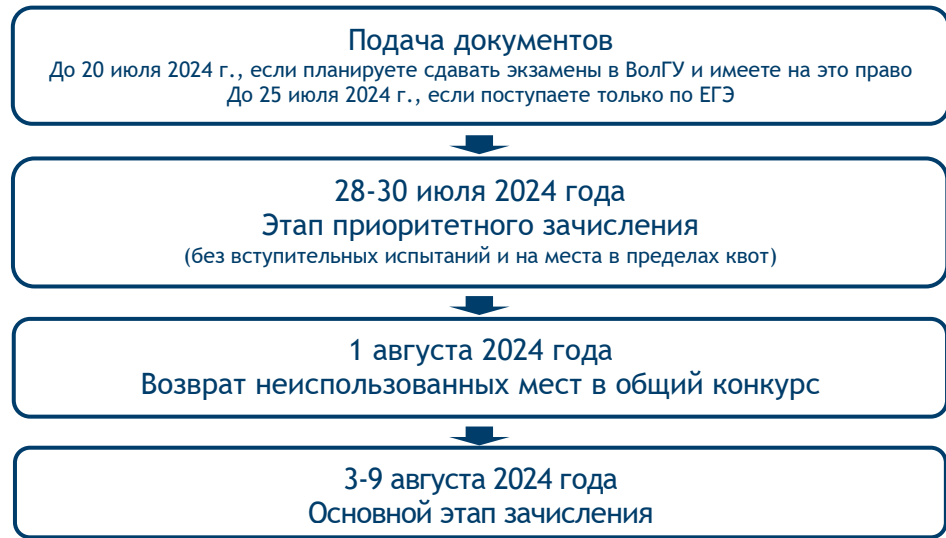 Подача документов
До 20 июля 2024 г., если планируете сдавать экзамены в ВолГУ и имеете на это право
До 25 июля 2024 г., если поступаете только по ЕГЭ
28-30 июля 2024 года
Этап приоритетного зачисления
(без вступительных испытаний и на места в пределах квот)
1 августа 2024 года
Возврат неиспользованных мест в общий конкурс
3-9 августа 2024 года
Основной этап зачисления